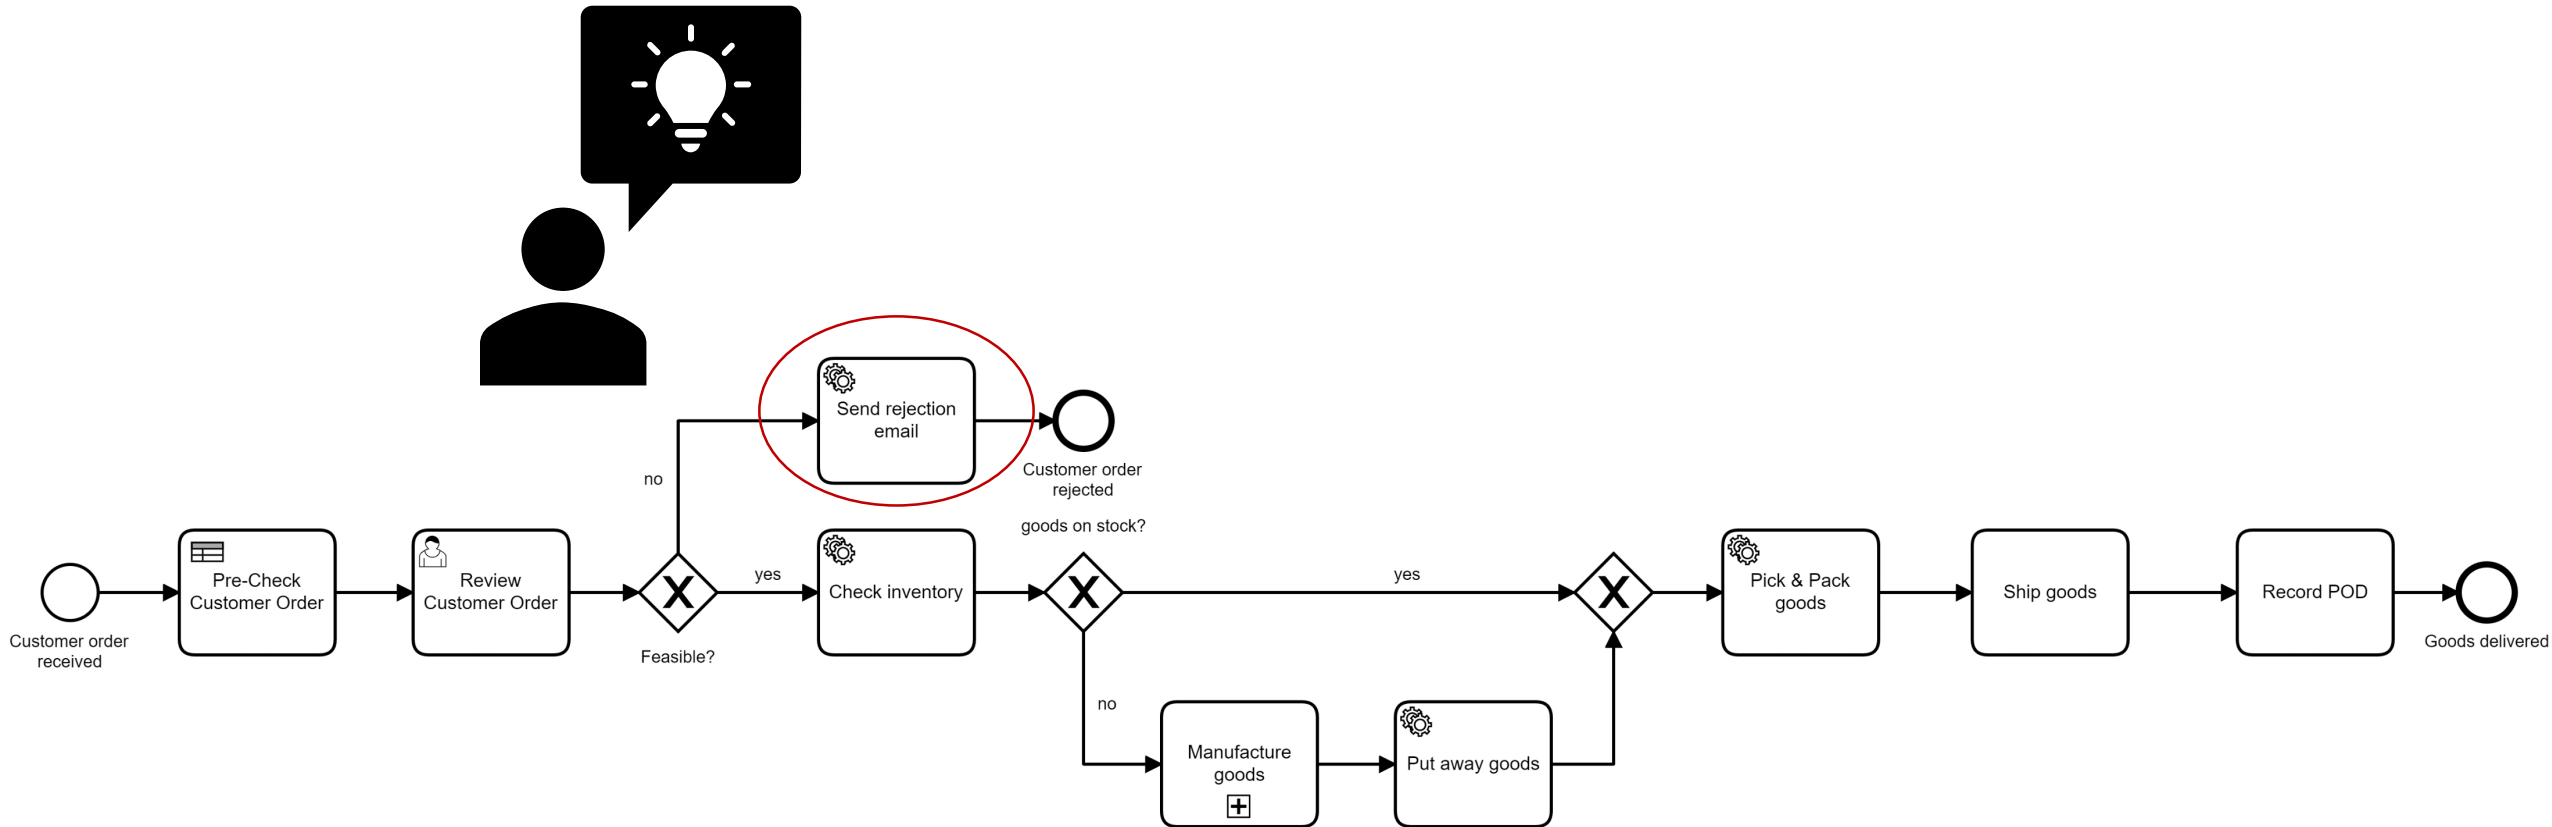 Send rejection
email
Customer order
rejected
no
goods on stock?
Pre-Check
Customer Order
Review
Customer Order
yes
Check inventory
yes
Pick & Pack
goods
Ship goods
Record POD
Customer order
received
Feasible?
Goods delivered
no
Manufacture
goods
Put away goods